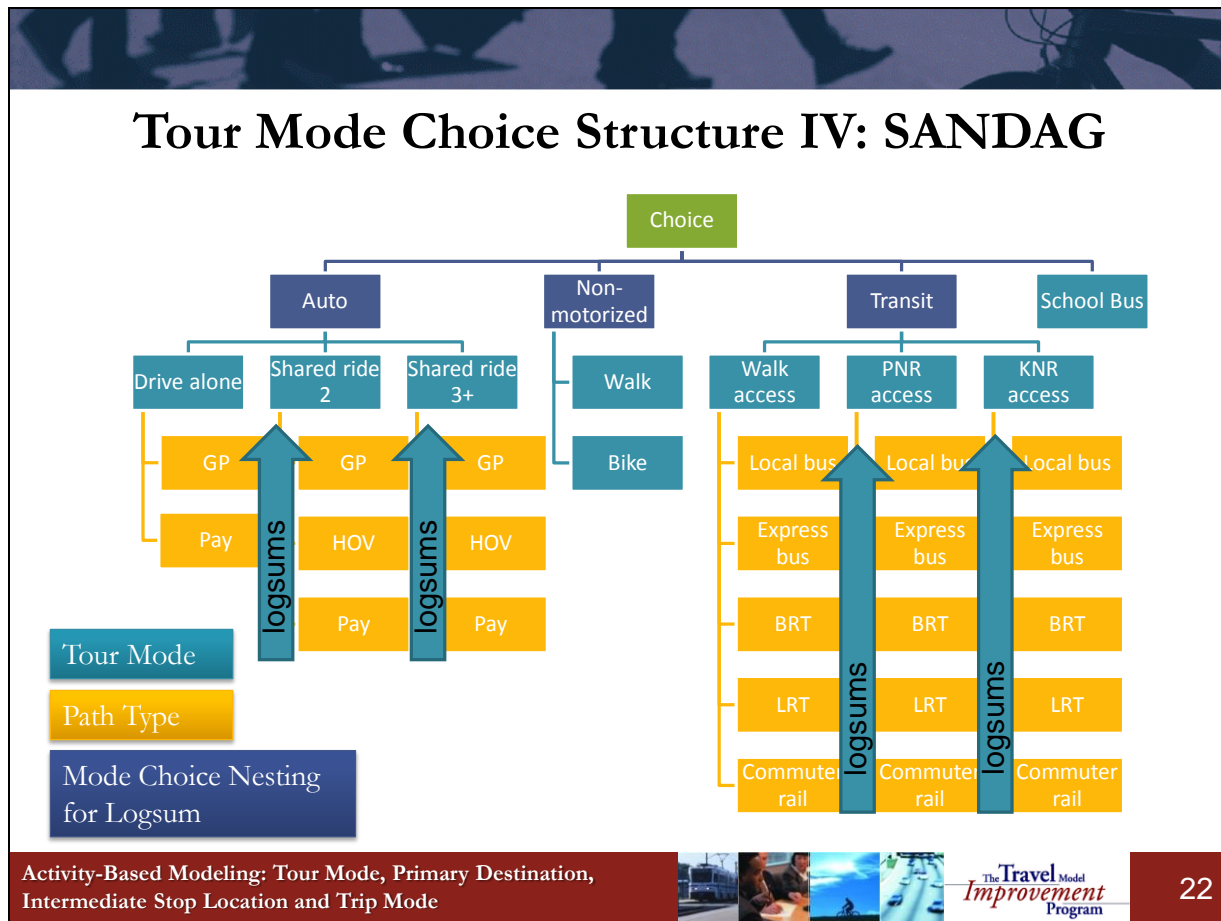 Tour Mode Choice Structure IV: SANDAG
Choice
Auto
Non-
motorized
Transit
School Bus
Drive alone
Shared ride
2
Shared ride
3+
Walk
Bike
Walk
access
PNR
access
KNR
access
GP
GP
GP
Pay
HOV
HOV
Pay
Pay
logsums
logsums
Local bus
Local bus
Local bus
Express
bus
Express
bus
Express
bus
BRT
BRT
BRT
LRT
LRT
LRT
Commuter
rail
Commuter
rail
Commuter
rail
logsums
logsums
Tour Mode
Path Type
Mode Choice Nesting
for Logsum
Activity-Based Modeling: Tour Mode, Primary Destination,
Intermediate Stop Location and Trip Mode
The Travel Model
Improvement
Program
22